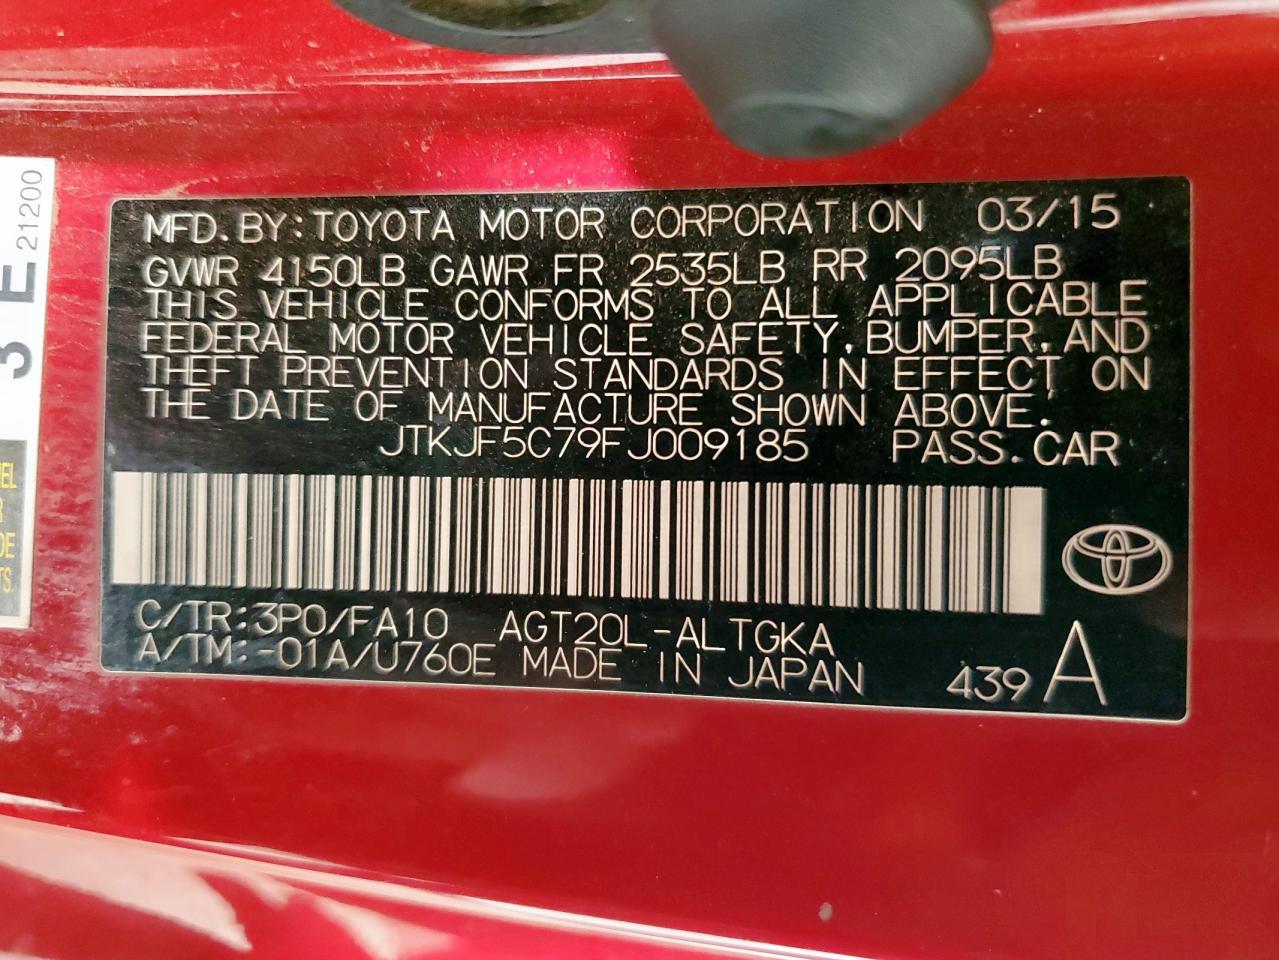 MFD. BY: TOYOTA MOTOR CORPORATION 03/15
GVWR 4150LB GAWR FR 2535LB RR 2095LB
THIS VEHICLE CONFORMS TO ALL APPLICABLE
FEDERAL MOTOR VEHICLE SAFETY, BUMPER, AND
THEFT PREVENTION STANDARDS IN EFFECT ON
THE DATE OF MANUFACTURE SHOWN ABOVE.
JTKJF5C79FJ009185 PASS. CAR
C/TR: 3P0/FA10 AGT20L-ALTGKA
A/TM: -01A/U760E MADE IN JAPAN 439 A
3 E 21200